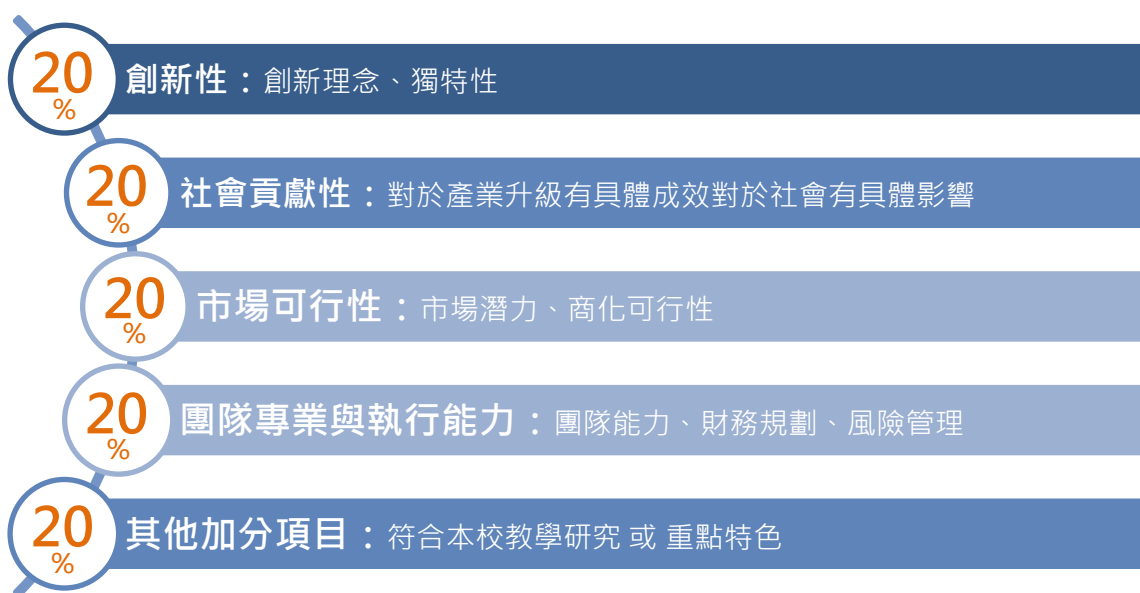 20
%
創新性：創新理念、獨特性
20
%
社會貢獻性：對於產業升級有具體成效對於社會有具體影響
20
%
市場可行性：市場潛力、商化可行性
20
%
團隊專業與執行能力：團隊能力、財務規劃、風險管理
20
%
其他加分項目：符合本校教學研究 或 重點特色